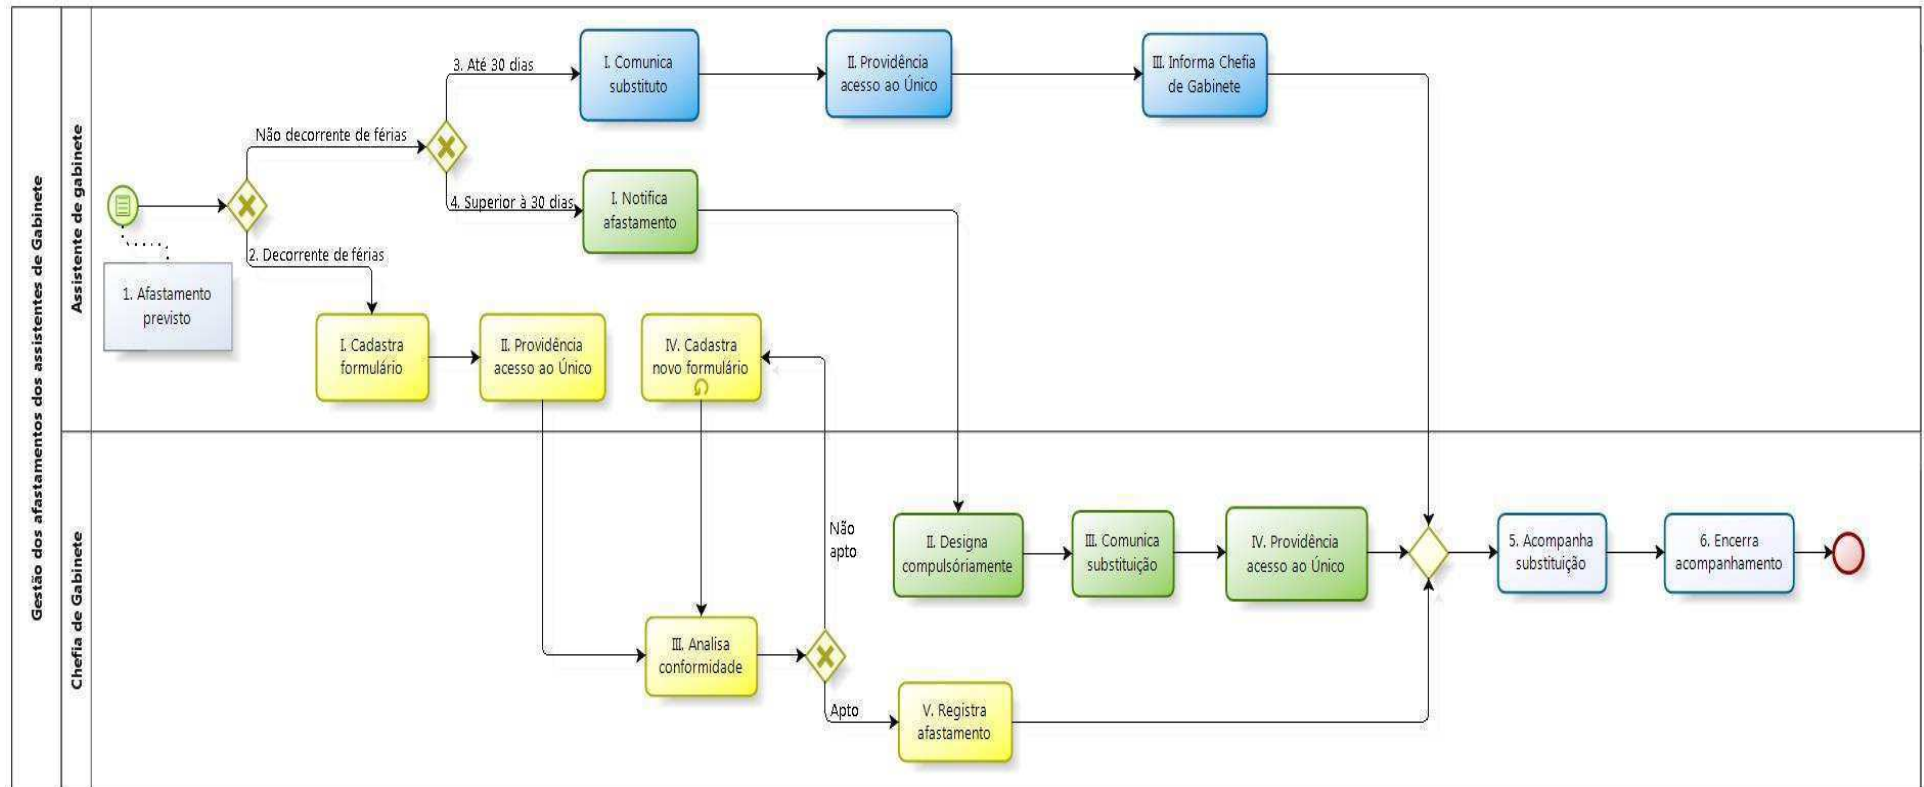 Gestão dos afastamentos dos assistentes de Gabinete
Assistente de gabinete
3. Até 30 dias
I. Comunica
substituto
II. Providência
acesso ao Único
III. Informa Chefia
de Gabinete
Não decorrente de férias
4. Superior à 30 dias
I. Notifica
afastamento
2. Decorrente de férias
1. Afastamento
previsto
I. Cadastra
formulário
II. Providência
acesso ao Único
IV. Cadastra
novo formulário
Chefia de Gabinete
Não
apto
II. Designa
compulsóriamente
III. Comunica
substituição
IV. Providência
acesso ao Único
5. Acompanha
substituição
6. Encerra
acompanhamento
III. Analisa
conformidade
Apto
V. Registra
afastamento